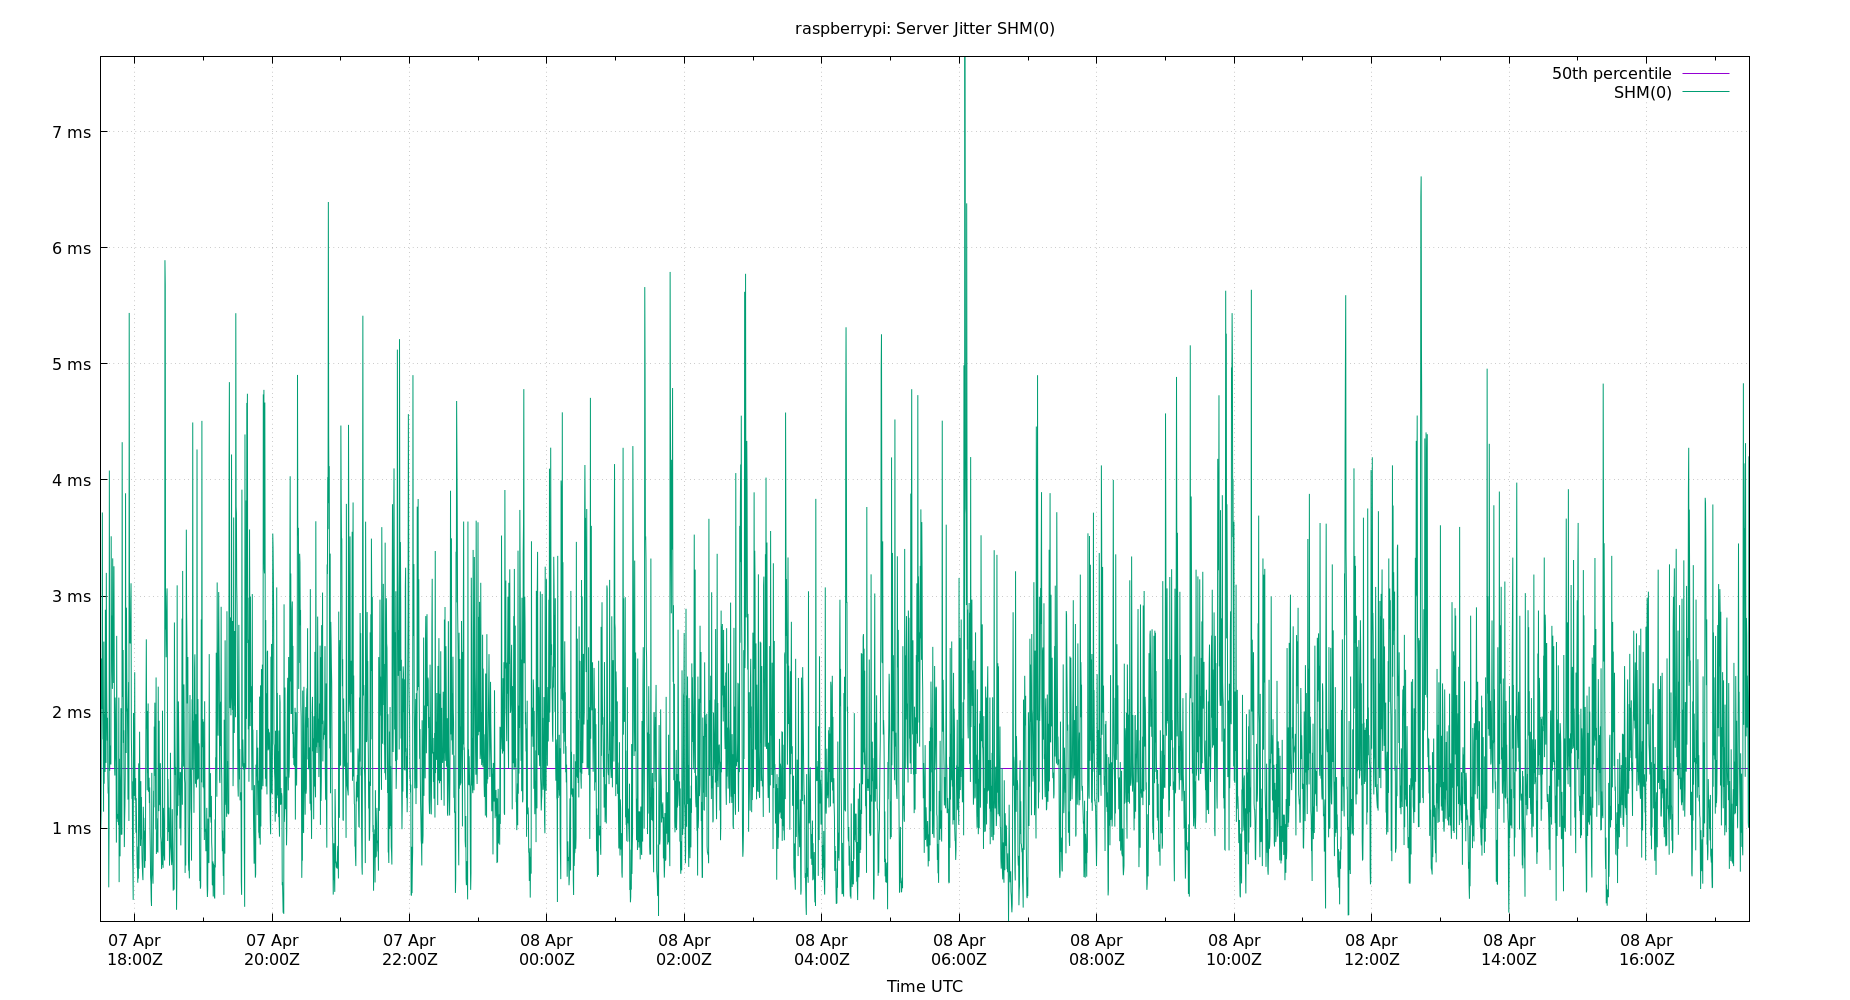 raspberrypi: Server Jitter SHM(0)
50th percentile
SHM(0)
7 ms
6 ms
5 ms
4 ms
3 ms
2 ms
1 ms
07 Apr 07 Apr 07 Apr 08 Apr 08 Apr 08 Apr 08 Apr 08 Apr 08 Apr 08 Apr 08 Apr 08 Apr
18:00Z 20:00Z 22:00Z 00:00Z 02:00Z 04:00Z 06:00Z 08:00Z 10:00Z 12:00Z 14:00Z 16:00Z
Time UTC